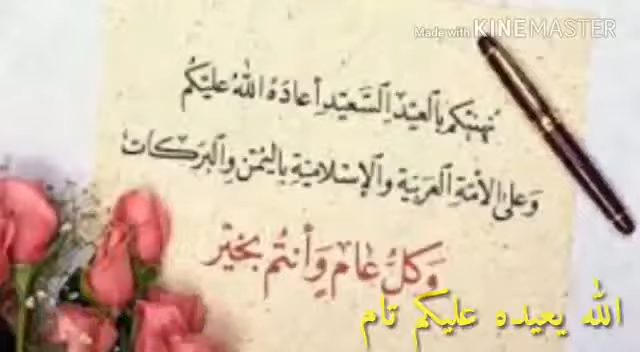 Made with KINEMASTER
نهنئكم بالعيد السعيد أعاده الله عليكم
وعلى الأمة العربية والإسلامية باليمن والبركات
وكل عام وأنتم بخير
الله يعيده عليكم تام